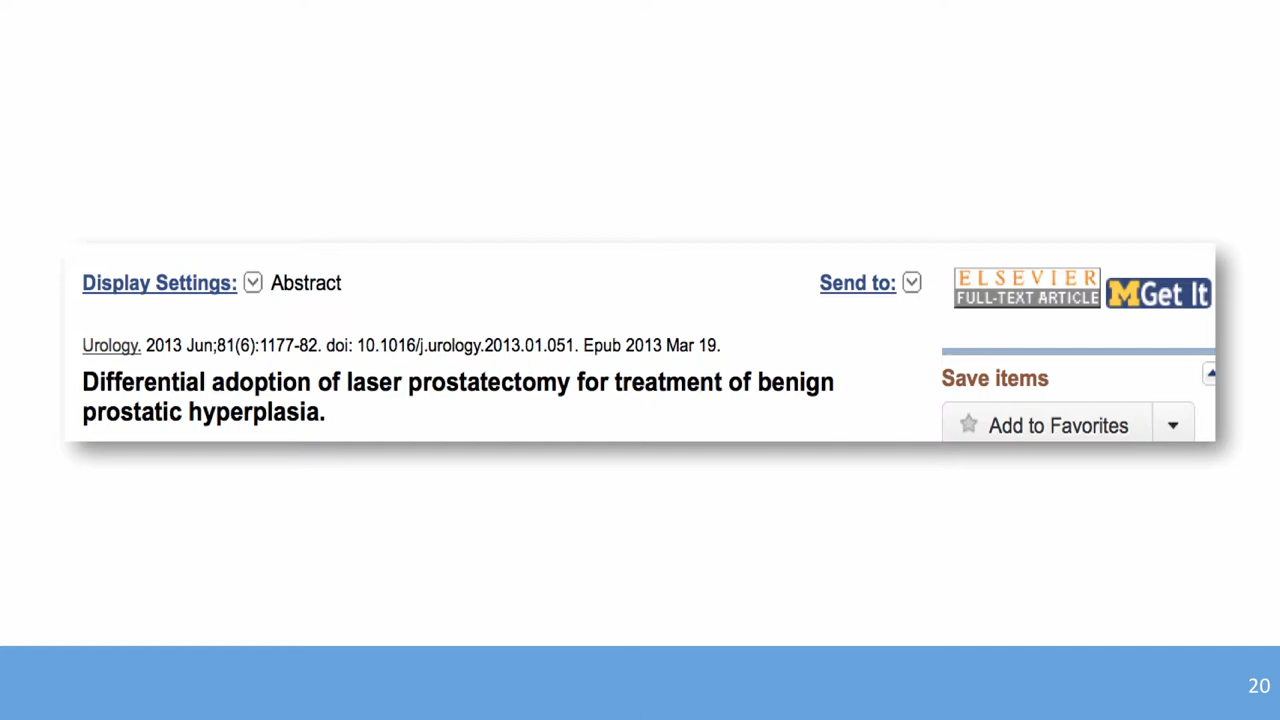 Display Settings: Abstract
Send to:
ELSEVIER
FULL-TEXT ARTICLE
MGet It
Urology. 2013 Jun;81(6):1177-82. doi: 10.1016/j.urology.2013.01.051. Epub 2013 Mar 19.
Differential adoption of laser prostatectomy for treatment of benign
prostatic hyperplasia.
Save items
Add to Favorites
20